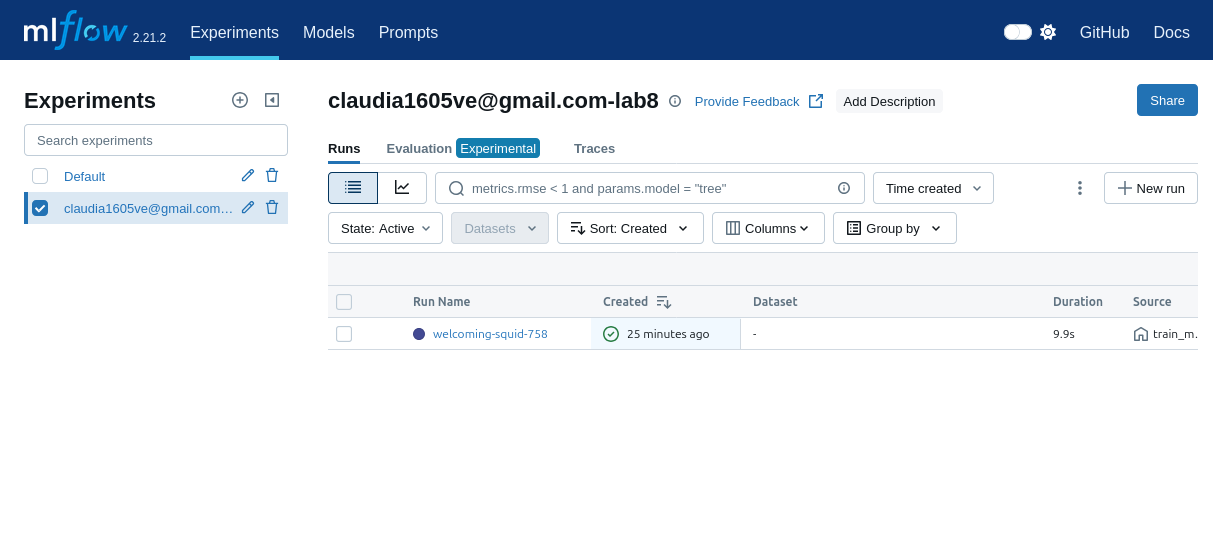 mlflow 2.21.2 Experiments Models Prompts GitHub Docs
Experiments
Search experiments
Default
claudia1605ve@gmail.com…
claudia1605ve@gmail.com-lab8 Provide Feedback Add Description Share
Runs Evaluation Experimental Traces
metrics.rmse < 1 and params.model = "tree" Time created New run
State: Active Datasets Sort: Created Columns Group by
Run Name Created Dataset Duration Source
welcoming-squid-758 25 minutes ago - 9.9s train_m.